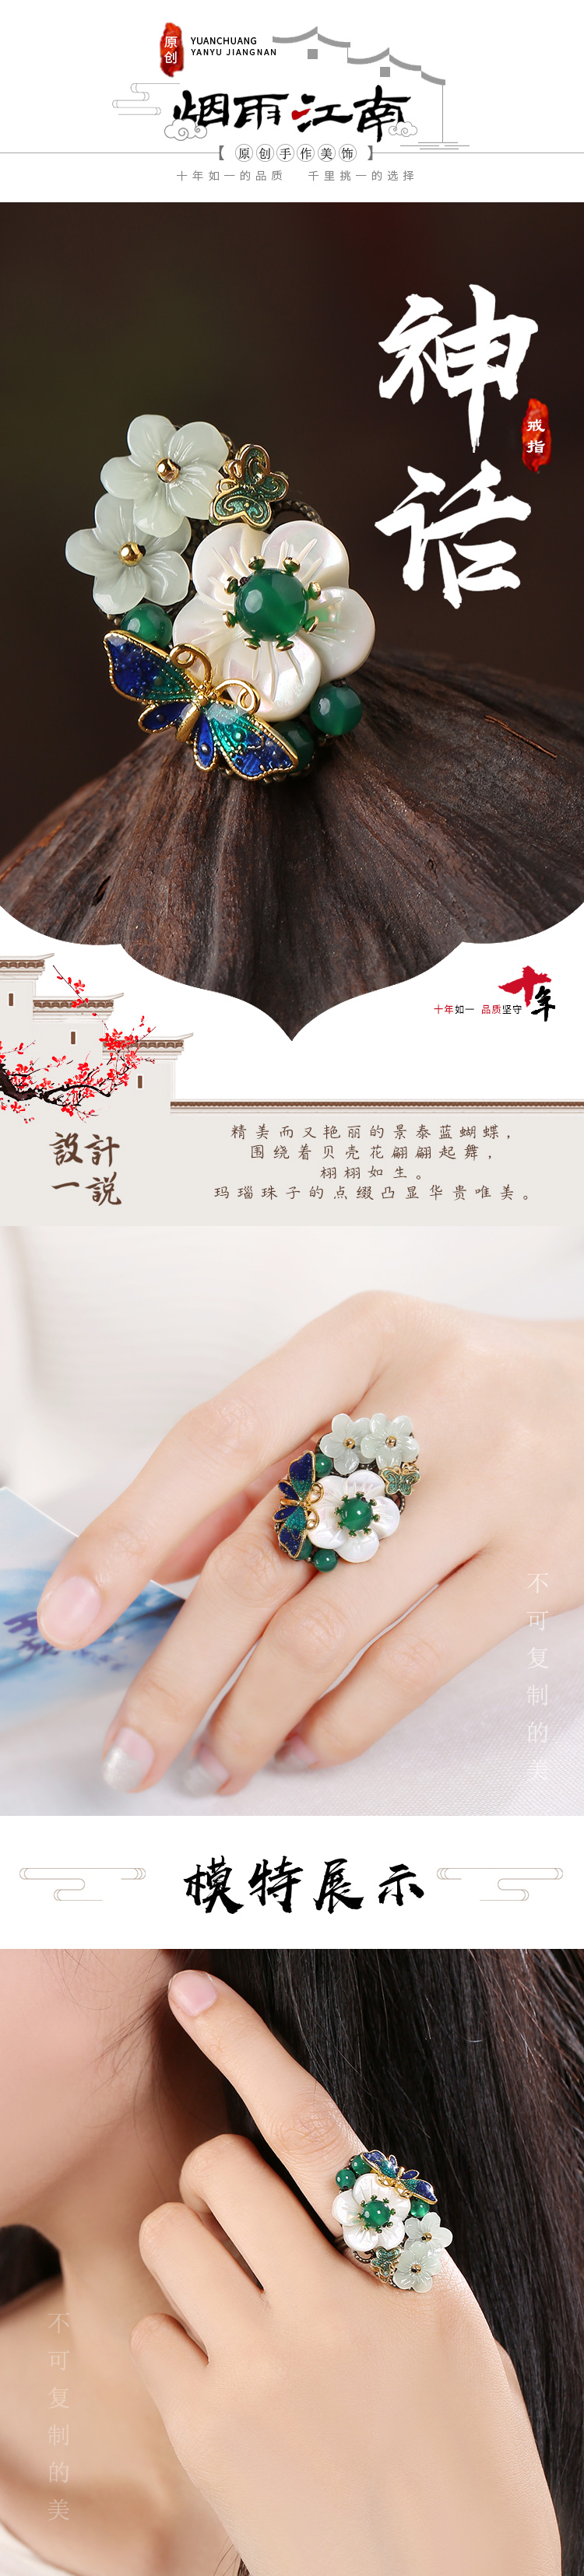 原创
YUANCHUANG
YANYU JIANGNAN
烟雨江南
【原创手作美饰】
十年如一的品质 千里挑一的选择
神话
戒指
十年
十年如一 品质坚守
設計
一説
精美而又艳丽的景泰蓝蝴蝶，
围绕着贝壳花翩翩起舞，
栩栩如生。
玛瑙珠子的点缀凸显华贵唯美。
不可复制的美
模特展示
不可复制的美